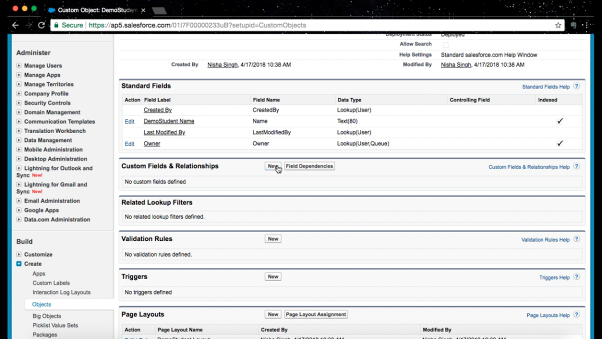 Custom Object: DemoStuden
Secure https://ap5.salesforce.com/01I7F00000233uB?setupid=CustomObjects
Administer
Manage Users
Manage Apps
Manage Territories
Company Profile
Security Controls
Domain Management
Communication Templates
Translation Workbench
Data Management
Mobile Administration
Desktop Administration
Lightning for Outlook and
Sync New!
Lightning for Gmail and
Sync New!
Email Administration
Google Apps
Data.com Administration
Build
Customize
Create
Apps
Custom Labels
Interaction Log Layouts
Objects
Big Objects
Picklist Value Sets
Packages
Deployment Status Deployed
Allow Search
Help Settings Standard salesforce.com Help Window
Created By Nisha Singh, 4/17/2018 10:38 AM Modified By Nisha Singh, 4/17/2018 10:38 AM
Standard Fields Standard Fields Help ?
Action Field Label Field Name Data Type Controlling Field Indexed
Created By CreatedBy Lookup(User)
Edit DemoStudent Name Name Text(80) ✓
Last Modified By LastModifiedBy Lookup(User)
Edit Owner Owner Lookup(User,Queue) ✓
Custom Fields & Relationships New Field Dependencies Custom Fields & Relationships Help ?
No custom fields defined
Related Lookup Filters
No related lookup filters defined.
Validation Rules New Validation Rules Help ?
No validation rules defined.
Triggers New Triggers Help ?
No triggers defined
Page Layouts New Page Layout Assignment Page Layouts Help ?
Action Page Layout Name Created By Modified By